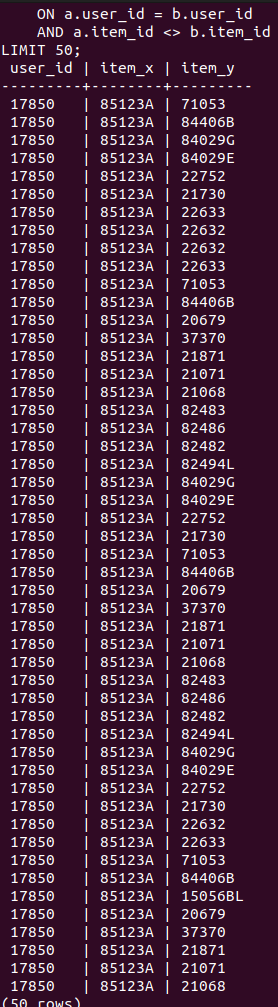 ON a.user_id = b.user_id
    AND a.item_id <> b.item_id
LIMIT 50;
 user_id | item_x | item_y
---------+--------+---------
 17850   | 85123A | 71053
 17850   | 85123A | 84406B
 17850   | 85123A | 84029G
 17850   | 85123A | 84029E
 17850   | 85123A | 22752
 17850   | 85123A | 21730
 17850   | 85123A | 22633
 17850   | 85123A | 22632
 17850   | 85123A | 22632
 17850   | 85123A | 22633
 17850   | 85123A | 71053
 17850   | 85123A | 84406B
 17850   | 85123A | 20679
 17850   | 85123A | 37370
 17850   | 85123A | 21871
 17850   | 85123A | 21071
 17850   | 85123A | 21068
 17850   | 85123A | 82483
 17850   | 85123A | 82486
 17850   | 85123A | 82482
 17850   | 85123A | 82494L
 17850   | 85123A | 84029G
 17850   | 85123A | 84029E
 17850   | 85123A | 22752
 17850   | 85123A | 21730
 17850   | 85123A | 71053
 17850   | 85123A | 84406B
 17850   | 85123A | 20679
 17850   | 85123A | 37370
 17850   | 85123A | 21871
 17850   | 85123A | 21071
 17850   | 85123A | 21068
 17850   | 85123A | 82483
 17850   | 85123A | 82486
 17850   | 85123A | 82482
 17850   | 85123A | 82494L
 17850   | 85123A | 84029G
 17850   | 85123A | 84029E
 17850   | 85123A | 22752
 17850   | 85123A | 21730
 17850   | 85123A | 22632
 17850   | 85123A | 22633
 17850   | 85123A | 71053
 17850   | 85123A | 84406B
 17850   | 85123A | 15056BL
 17850   | 85123A | 20679
 17850   | 85123A | 37370
 17850   | 85123A | 21871
 17850   | 85123A | 21071
 17850   | 85123A | 21068
(50 rows)